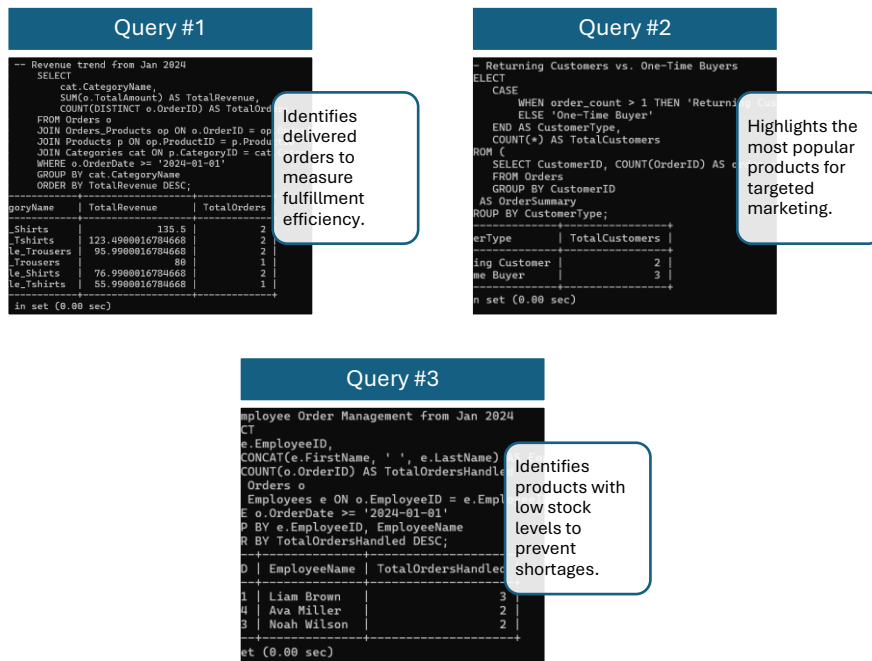 Query #1
-- Revenue trend from Jan 2024
SELECT
cat.CategoryName,
SUM(o.TotalAmount) AS TotalRevenue,
COUNT(DISTINCT o.OrderID) AS TotalOrd
FROM Orders o
JOIN Orders_Products op ON o.OrderID = op
JOIN Products p ON op.ProductID = p.Produc
JOIN Categories cat ON p.CategoryID = cat
WHERE o.OrderDate >= '2024-01-01'
GROUP BY cat.CategoryName
ORDER BY TotalRevenue DESC;
goryName | TotalRevenue | TotalOrders
_Shirts | 135.5 | 2
_Tshirts | 123.4900016784668 | 2 |
le_Trousers | 95.9900016784668 | 2 |
_Trousers | 80 | 1 |
le_Shirts | 76.9900016784668 | 2 |
le_Tshirts | 55.9900016784668 | 1 |
in set (0.00 sec)
Identifies
delivered
orders to
measure
fulfillment
efficiency.
Query #2
- Returning Customers vs. One-Time Buyers
ELECT
CASE
WHEN order_count > 1 THEN 'Returning Cus
ELSE 'One-Time Buyer'
END AS CustomerType,
COUNT(*) AS TotalCustomers
ROM (
SELECT CustomerID, COUNT(OrderID) AS o
FROM Orders
GROUP BY CustomerID
AS OrderSummary
ROUP BY CustomerType;
erType | TotalCustomers |
ing Customer | 2 |
me Buyer | 3 |
n set (0.00 sec)
Highlights the
most popular
products for
targeted
marketing.
Query #3
mployee Order Management from Jan 2024
CT
e.EmployeeID,
CONCAT(e.FirstName, ' ', e.LastName)
COUNT(o.OrderID) AS TotalOrdersHandled
Orders o
Employees e ON o.EmployeeID = e.Emplo
E o.OrderDate >= '2024-01-01'
P BY e.EmployeeID, EmployeeName
R BY TotalOrdersHandled DESC;
D | EmployeeName | TotalOrdersHandled
1 | Liam Brown | 3 |
4 | Ava Miller | 2 |
3 | Noah Wilson | 2 |
et (0.00 sec)
Identifies
products with
low stock
levels to
prevent
shortages.